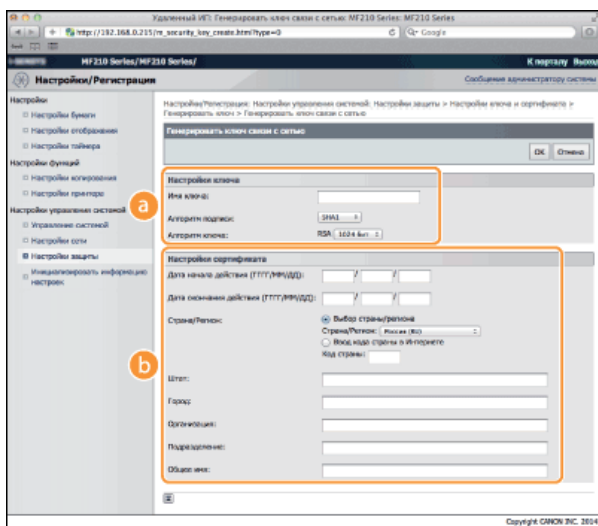 Удаленный ИП: Генерировать ключ связи с сетью: MF210 Series: MF210 Series
http://192.168.0.215/m_security_key_create.html?type=0
Google
MF210 Series/MF210 Series/
К порталу Выход
Настройки/Регистрация
Сообщение администратору системы
Настройки
Настройки бумаги
Настройки отображения
Настройки таймера
Настройки функций
Настройки копирования
Настройки принтера
Настройки управления системой
Управление системой
Настройки сети
Настройки защиты
Инициализировать информацию
настроек
Настройки/Регистрация: Настройки управления системой: Настройки защиты > Настройки ключа и сертификата >
Генерировать ключ > Генерировать ключ связи с сетью
Генерировать ключ связи с сетью
OK Отмена
a
Настройки ключа
Имя ключа:
Алгоритм подписи: SHA1
Алгоритм ключа: RSA 1024 бит
b
Настройки сертификата
Дата начала действия (ГГГГ/ММ/ДД): / /
Дата окончания действия (ГГГГ/ММ/ДД): / /
Страна/Регион: Выбор страны/региона
Страна/Регион: Россия (RU)
Ввод кода страны в Интернете
Код страны:
Штат:
Город:
Организация:
Подразделение:
Общее имя:
Copyright CANON INC. 2014